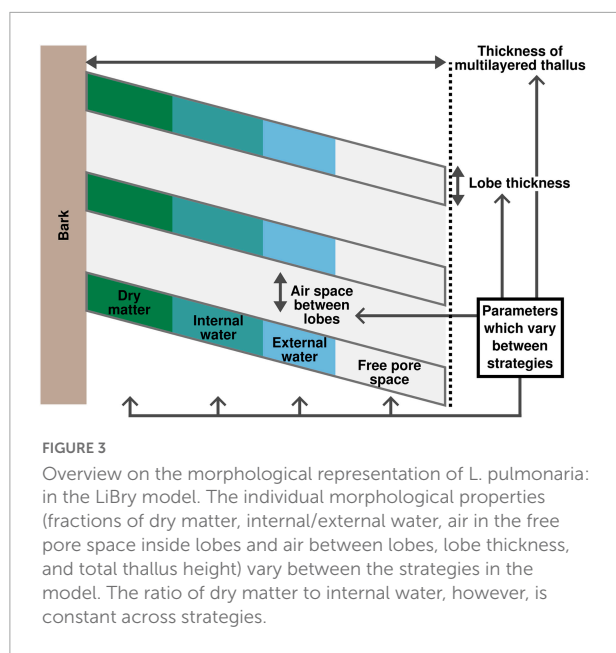 Thickness of
multilayered thallus
Lobe thickness
Bark
Air space
between
lobes
Dry
matter
Internal
water
External
water
Free pore
space
Parameters
which vary
between
strategies
FIGURE 3
Overview on the morphological representation of L. pulmonaria:
in the LiBry model. The individual morphological properties
(fractions of dry matter, internal/external water, air in the free
pore space inside lobes and air between lobes, lobe thickness,
and total thallus height) vary between the strategies in the
model. The ratio of dry matter to internal water, however, is
constant across strategies.